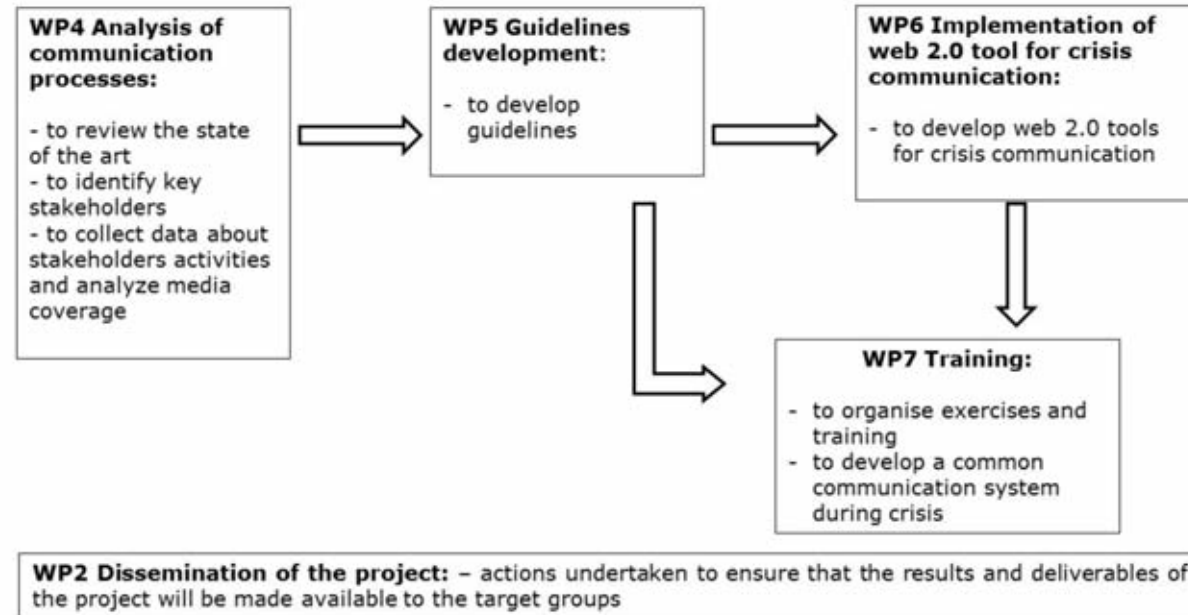 WP4 Analysis of
communication
processes:
- to review the state
of the art
- to identify key
stakeholders
- to collect data about
stakeholders activities
and analyze media
coverage
WP5 Guidelines
development:
- to develop
guidelines
WP6 Implementation of
web 2.0 tool for crisis
communication:
- to develop web 2.0 tools
for crisis communication
WP7 Training:
- to organise exercises and
training
- to develop a common
communication system
during crisis
WP2 Dissemination of the project: – actions undertaken to ensure that the results and deliverables of
the project will be made available to the target groups